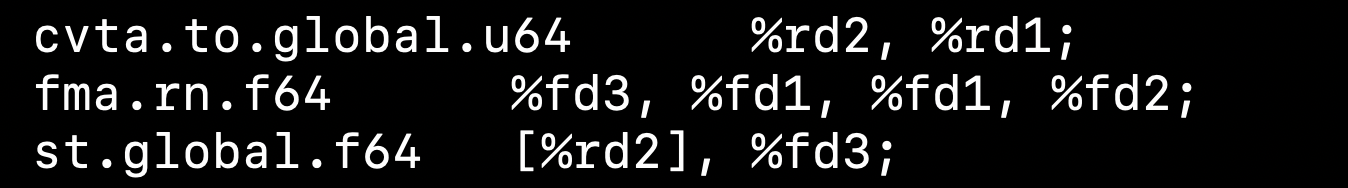 cvta.to.global.u64 %rd2, %rd1;
fma.rn.f64 %fd3, %fd1, %fd1, %fd2;
st.global.f64 [%rd2], %fd3;